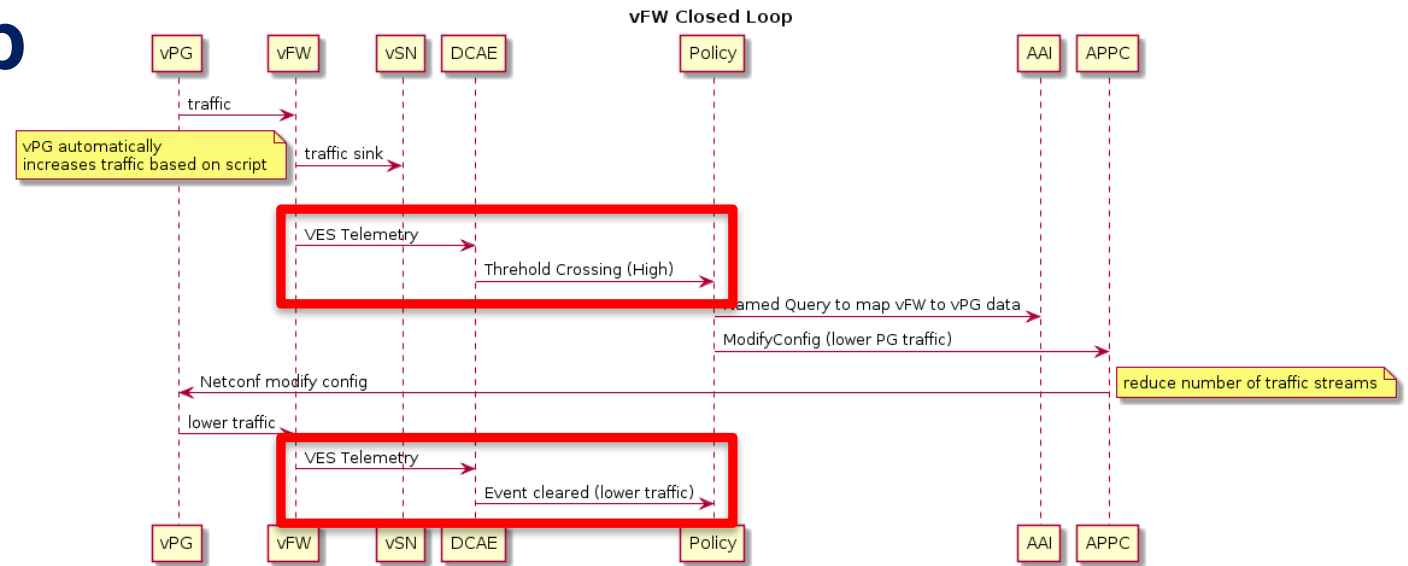 vFW Closed Loop
p
vPG
vFW
vSN
DCAE
Policy
AAI
APPC
traffic
vPG automatically
increases traffic based on script
traffic sink
VES Telemetry
Threhold Crossing (High)
Named Query to map vFW to vPG data
ModifyConfig (lower PG traffic)
reduce number of traffic streams
Netconf modify config
lower traffic
VES Telemetry
Event cleared (lower traffic)
vPG
vFW
vSN
DCAE
Policy
AAI
APPC